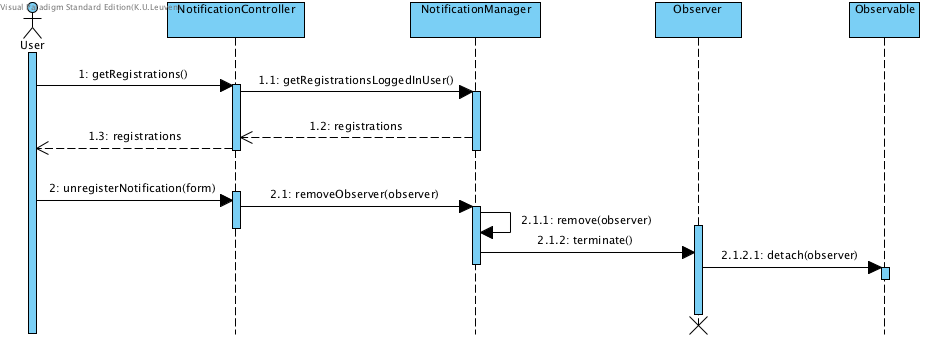 Visual Paradigm Standard Edition(K.U.Leuven
NotificationController
NotificationManager
Observer
Observable
User
1: getRegistrations()
1.1: getRegistrationsLoggedInUser()
1.2: registrations
1.3: registrations
2: unregisterNotification(form)
2.1: removeObserver(observer)
2.1.1: remove(observer)
2.1.2: terminate()
2.1.2.1: detach(observer)